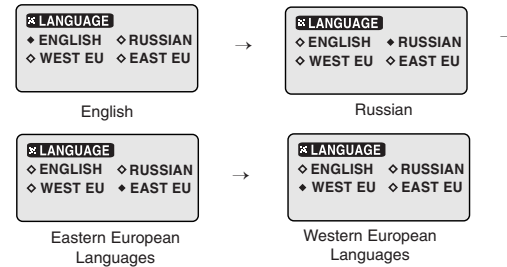 LANGUAGE
◆ ENGLISH ◇ RUSSIAN
◇ WEST EU ◇ EAST EU
English
→
LANGUAGE
◇ ENGLISH ◆ RUSSIAN
◇ WEST EU ◇ EAST EU
Russian
LANGUAGE
◇ ENGLISH ◇ RUSSIAN
◇ WEST EU ◆ EAST EU
Eastern European
Languages
→
LANGUAGE
◇ ENGLISH ◇ RUSSIAN
◆ WEST EU ◇ EAST EU
Western European
Languages